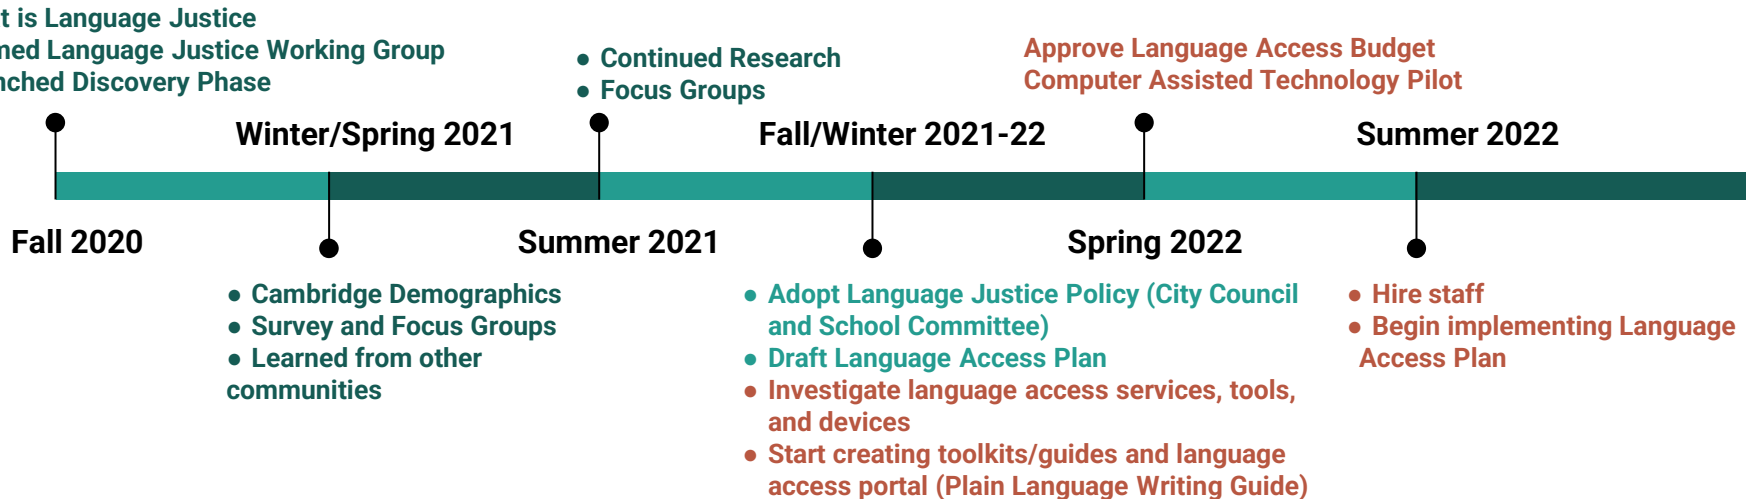 t is Language Justice
med Language Justice Working Group
nched Discovery Phase
● Continued Research
● Focus Groups
Approve Language Access Budget
Computer Assisted Technology Pilot
Winter/Spring 2021
Fall/Winter 2021-22
Summer 2022
Fall 2020
Summer 2021
Spring 2022
● Cambridge Demographics
● Survey and Focus Groups
● Learned from other
communities
● Adopt Language Justice Policy (City Council
and School Committee)
● Draft Language Access Plan
● Investigate language access services, tools,
and devices
● Start creating toolkits/guides and language
access portal (Plain Language Writing Guide)
● Hire staff
● Begin implementing Language
Access Plan